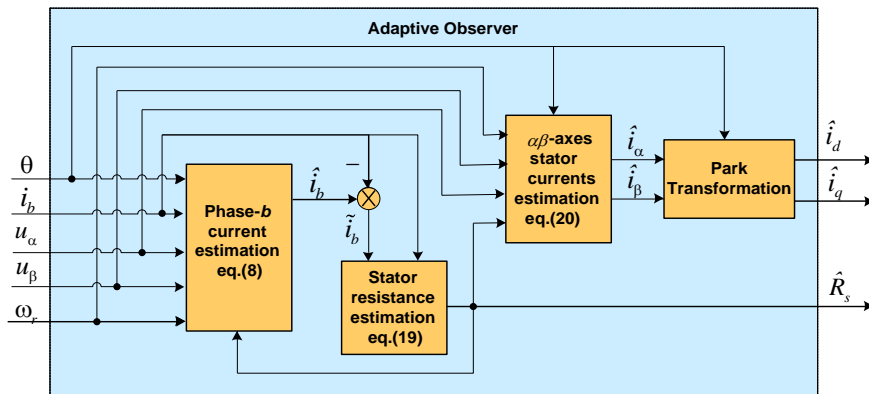 Adaptive Observer
θ
i_b
u_α
u_β
ω_r
Phase-b
current
estimation
eq.(8)
î_b
−
ĩ_b
Stator
resistance
estimation
eq.(19)
αβ-axes
stator
currents
estimation
eq.(20)
î_α
î_β
Park
Transformation
î_d
î_q
R̂_s